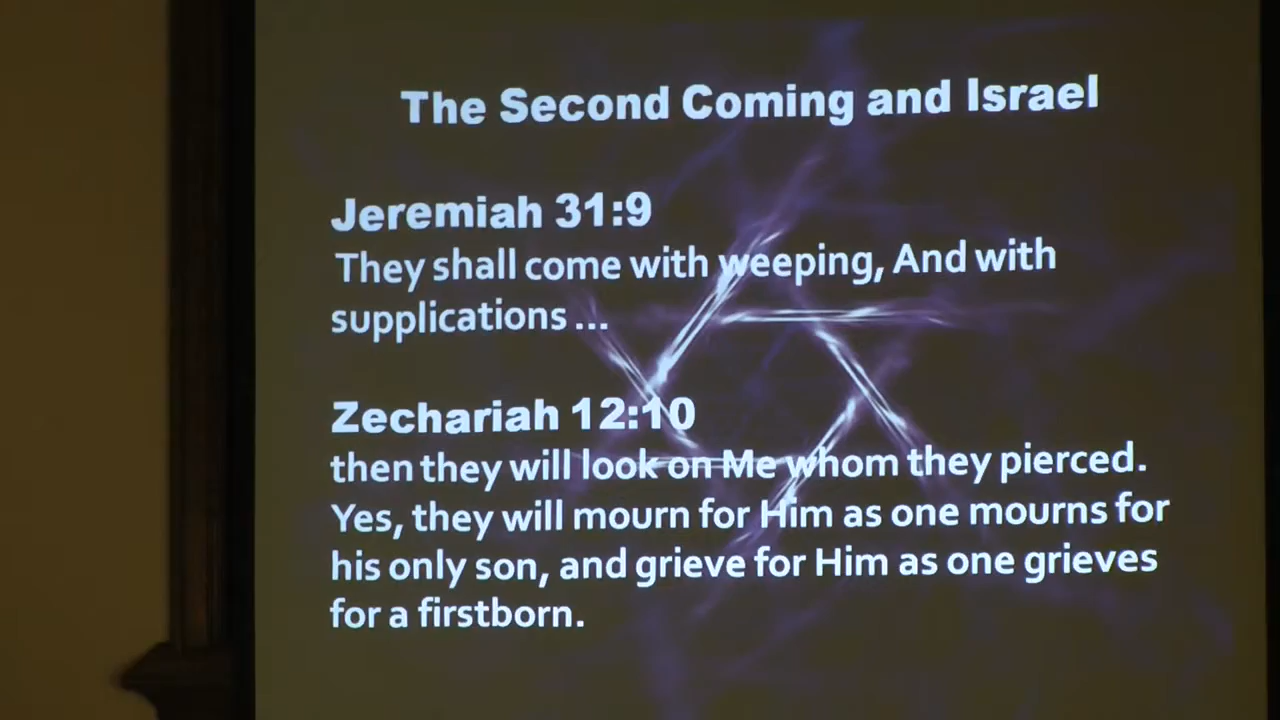 The Second Coming and Israel
Jeremiah 31:9
They shall come with weeping, And with
supplications ...
Zechariah 12:10
then they will look on Me whom they pierced.
Yes, they will mourn for Him as one mourns for
his only son, and grieve for Him as one grieves
for a firstborn.